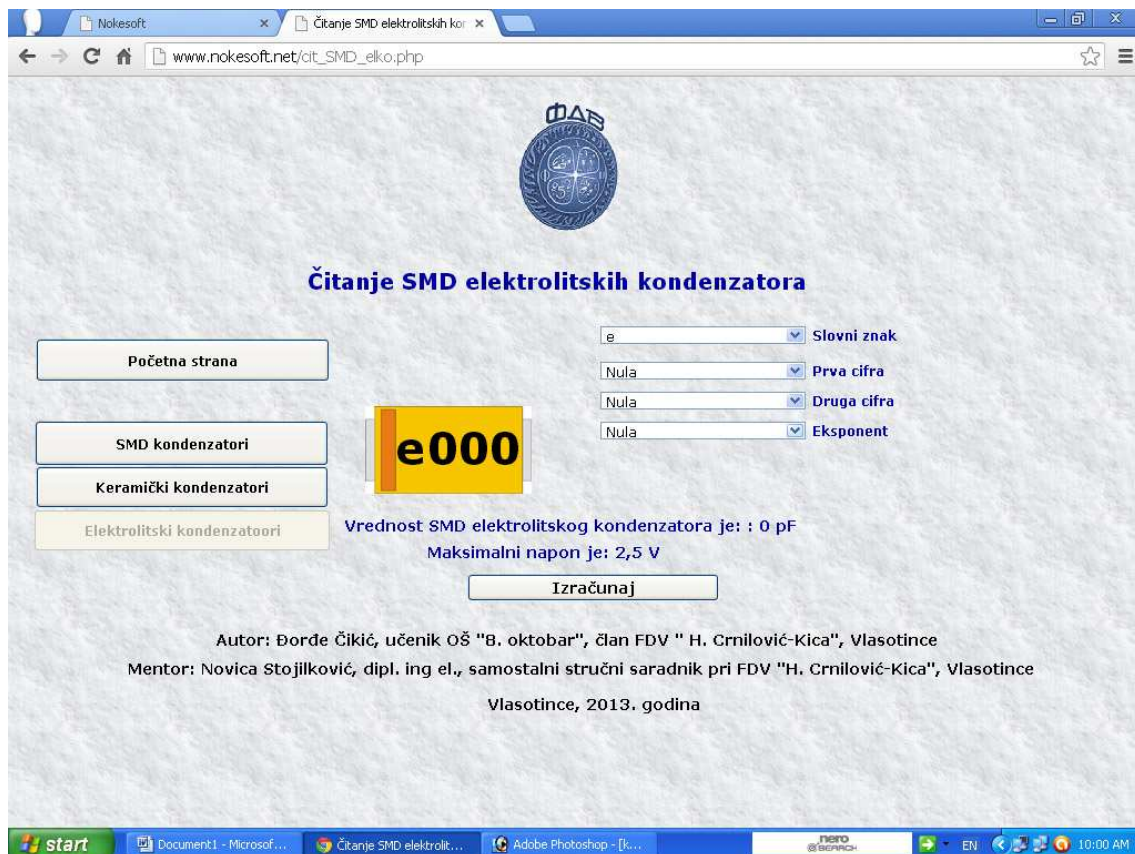 Nokesoft
Čitanje SMD elektrolitskih kor
www.nokesoft.net/cit_SMD_elko.php
ФДВ
Čitanje SMD elektrolitskih kondenzatora
e Slovni znak
Početna strana
Nula Prva cifra
Nula Druga cifra
Nula Eksponent
SMD kondenzatori
e000
Keramički kondenzatori
Elektrolitski kondenzatoori
Vrednost SMD elektrolitskog kondenzatora je: : 0 pF
Maksimalni napon je: 2,5 V
Izračunaj
Autor: Đorđe Čikić, učenik OŠ "8. oktobar", član FDV " H. Crnilović-Kica", Vlasotince
Mentor: Novica Stojilković, dipl. ing el., samostalni stručni saradnik pri FDV "H. Crnilović-Kica", Vlasotince
Vlasotince, 2013. godina
start Document1 - Microsof... Čitanje SMD elektrolit... Adobe Photoshop - [k... nero SEARCH EN 10:00 AM